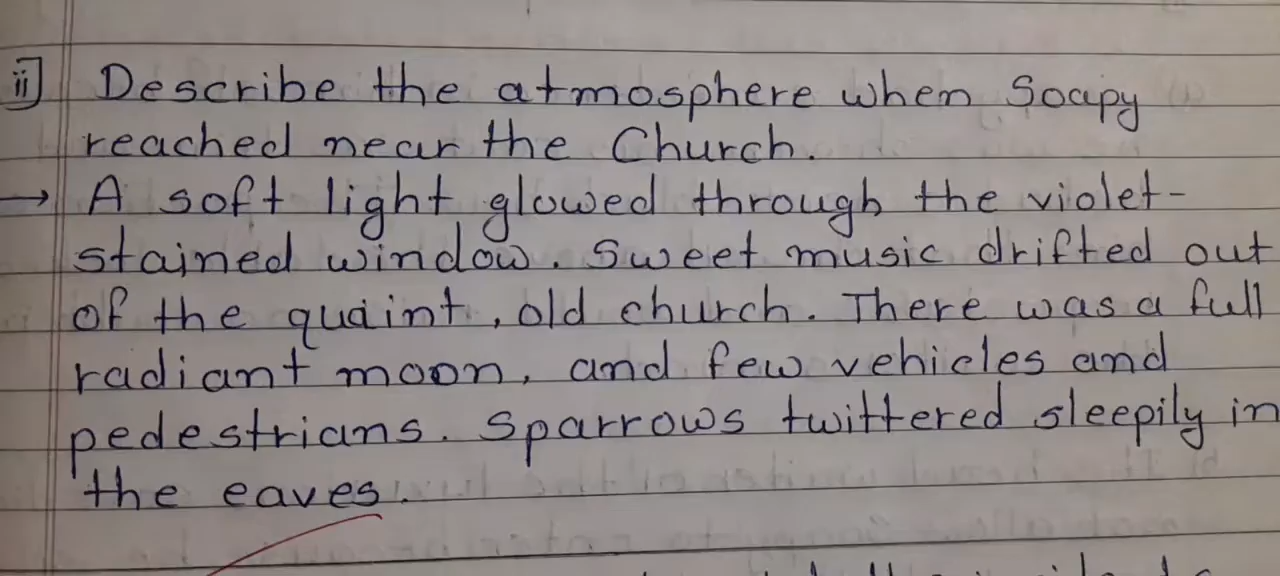 ii] Describe the atmosphere when Soapy
reached near the Church.
→ A soft light glowed through the violet-
stained window. Sweet music drifted out
of the quaint, old church. There was a full
radiant moon, and few vehicles and
pedestrians. Sparrows twittered sleepily in
the eaves.